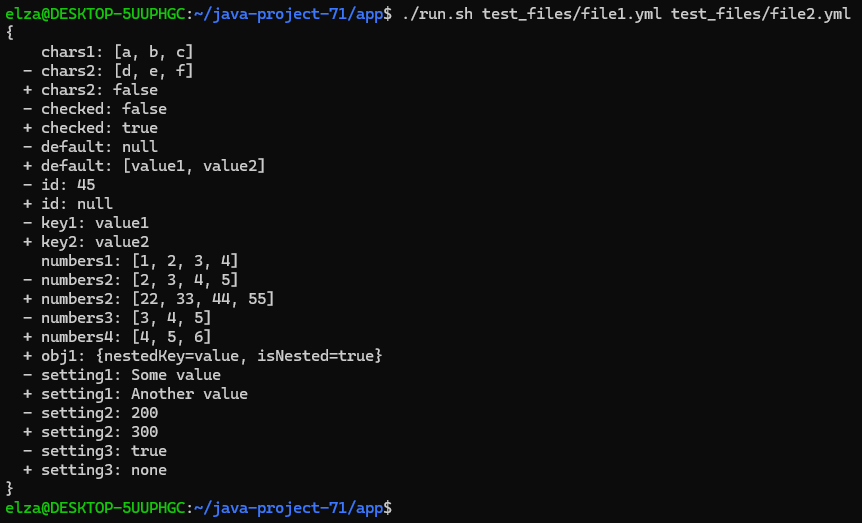 elza@DESKTOP-5UUPHGC:~/java-project-71/app$ ./run.sh test_files/file1.yml test_files/file2.yml
{
    chars1: [a, b, c]
  - chars2: [d, e, f]
  + chars2: false
  - checked: false
  + checked: true
  - default: null
  + default: [value1, value2]
  - id: 45
  + id: null
  - key1: value1
  + key2: value2
    numbers1: [1, 2, 3, 4]
  - numbers2: [2, 3, 4, 5]
  + numbers2: [22, 33, 44, 55]
  - numbers3: [3, 4, 5]
  + numbers4: [4, 5, 6]
  + obj1: {nestedKey=value, isNested=true}
  - setting1: Some value
  + setting1: Another value
  - setting2: 200
  + setting2: 300
  - setting3: true
  + setting3: none
}
elza@DESKTOP-5UUPHGC:~/java-project-71/app$